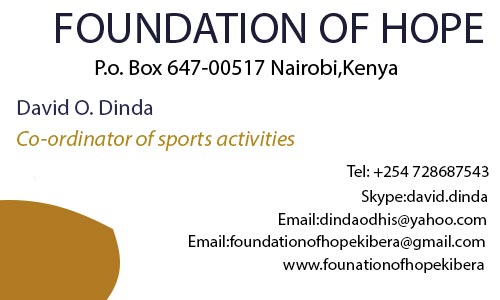 FOUNDATION OF HOPE
P.o. Box 647-00517 Nairobi,Kenya
David O. Dinda
Co-ordinator of sports activities
Tel: +254 728687543
Skype:david.dinda
Email:dindaodhis@yahoo.com
Email:foundationofhopekibera@gmail.com
www.founationofhopekibera